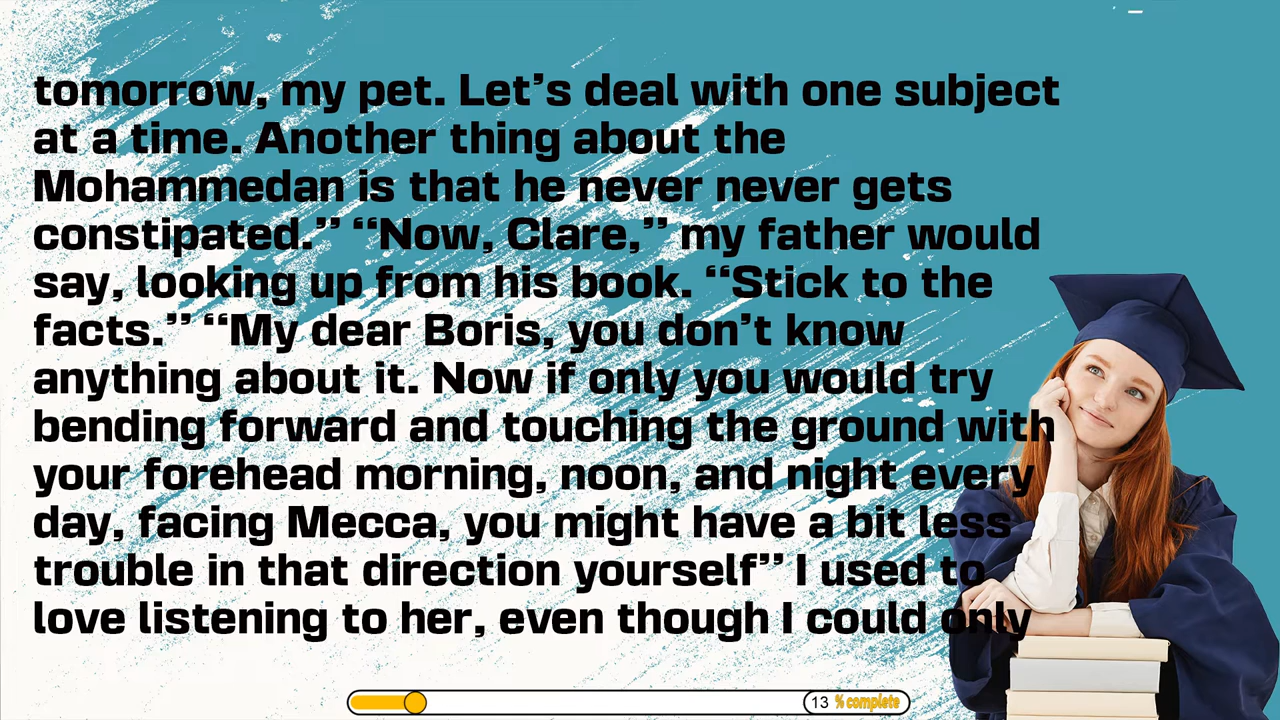 tomorrow, my pet. Let’s deal with one subject
at a time. Another thing about the
Mohammedan is that he never never gets
constipated.” “Now, Clare,” my father would
say, looking up from his book. “Stick to the
facts.” “My dear Boris, you don’t know
anything about it. Now if only you would try
bending forward and touching the ground with
your forehead morning, noon, and night every
day, facing Mecca, you might have a bit less
trouble in that direction yourself” I used to
love listening to her, even though I could only
13 % complete